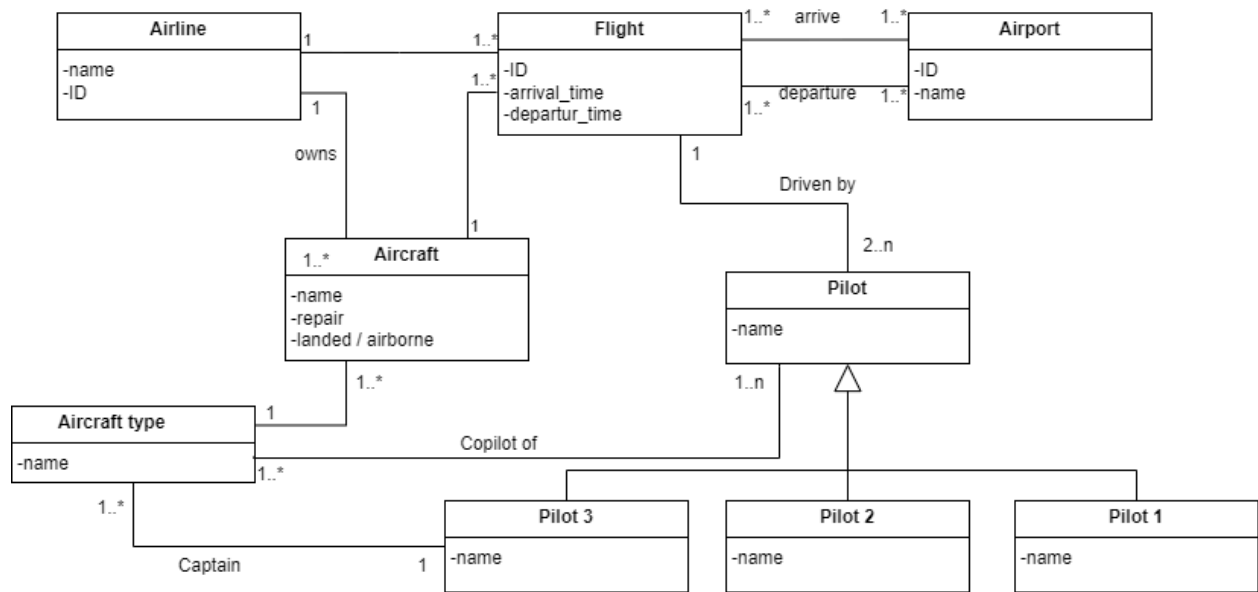 Airline
-name
-ID
1
1..*
Flight
-ID
-arrival_time
-departur_time
1..*
arrive
1..*
Airport
-ID
-name
departure
1..*
1..*
1
owns
1..*
1..*
1
Aircraft
-name
-repair
-landed / airborne
1
Driven by
2..n
Pilot
-name
1..*
1
Aircraft type
-name
1..n
Copilot of
1..*
1..*
Captain
1
Pilot 3
-name
Pilot 2
-name
Pilot 1
-name